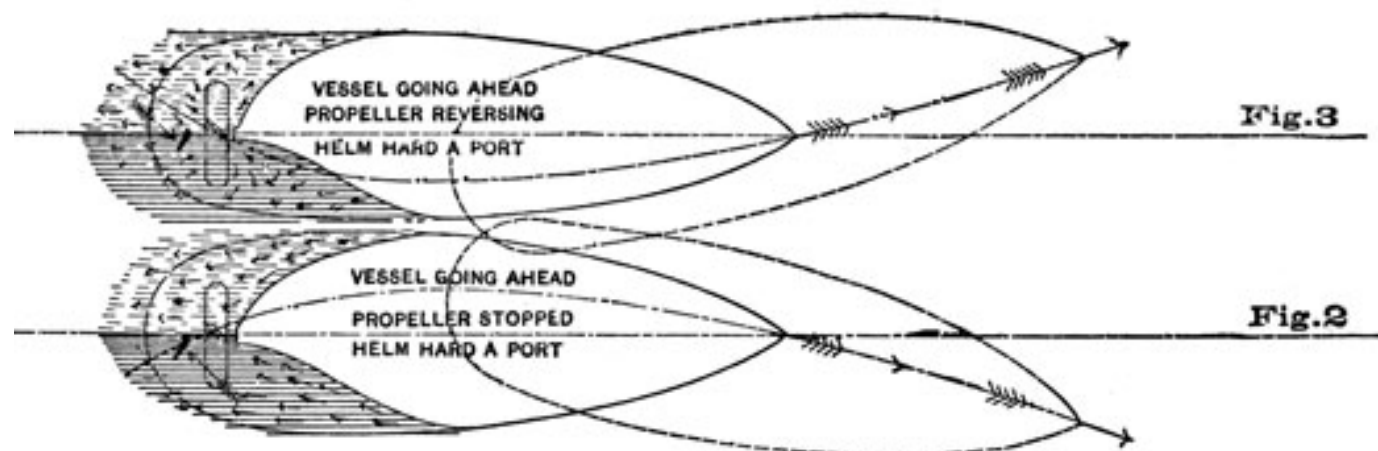 VESSEL GOING AHEAD
PROPELLER REVERSING
HELM HARD A PORT
Fig.3
VESSEL GOING AHEAD
PROPELLER STOPPED
HELM HARD A PORT
Fig.2